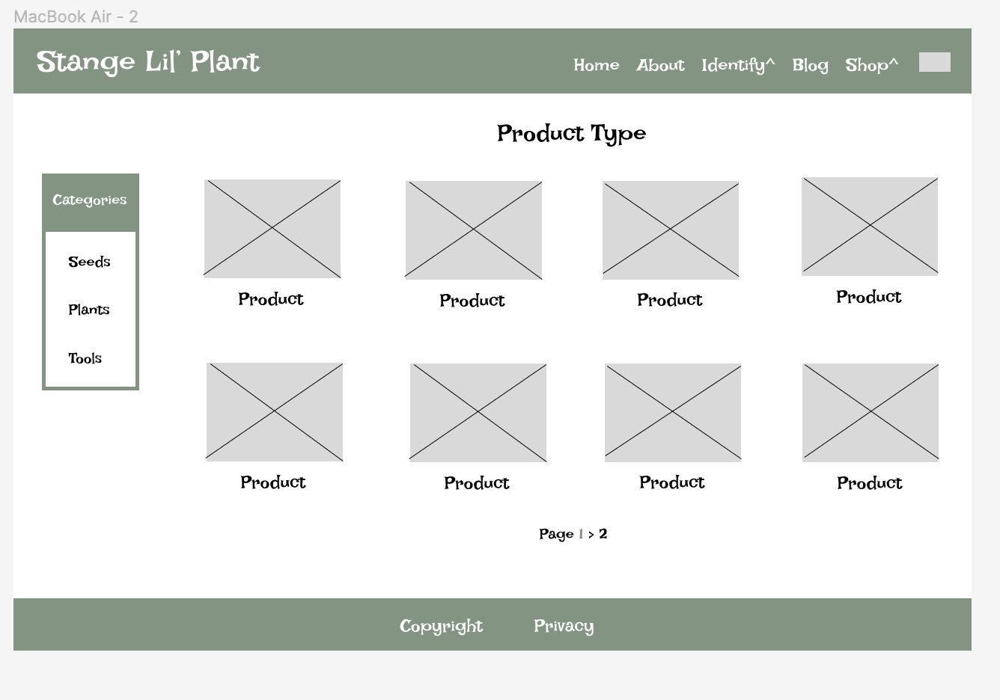 MacBook Air - 2
Stange Lil' Plant
Home About Identify^ Blog Shop^
Product Type
Categories
Seeds
Plants
Tools
Product Product Product Product
Product Product Product Product
Page 1 > 2
Copyright Privacy